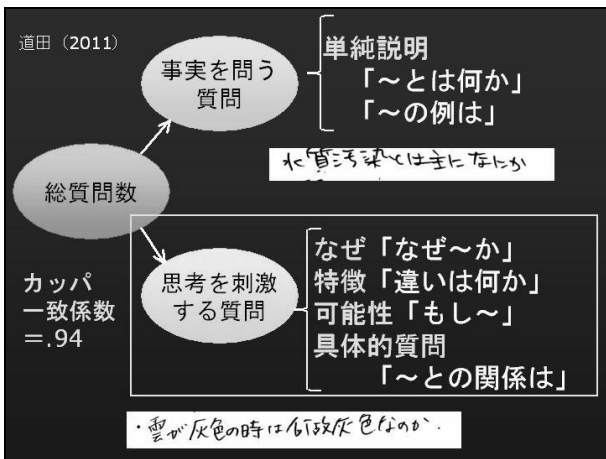 道田（2011）
事実を問う
質問
単純説明
「～とは何か」
「～の例は」
水質汚染とは主になにか
総質問数
カッパ
一致係数
＝.94
思考を刺激
する質問
なぜ「なぜ～か」
特徴「違いは何か」
可能性「もし～」
具体的質問
「～との関係は」
・雲が灰色の時は何故灰色なのか.